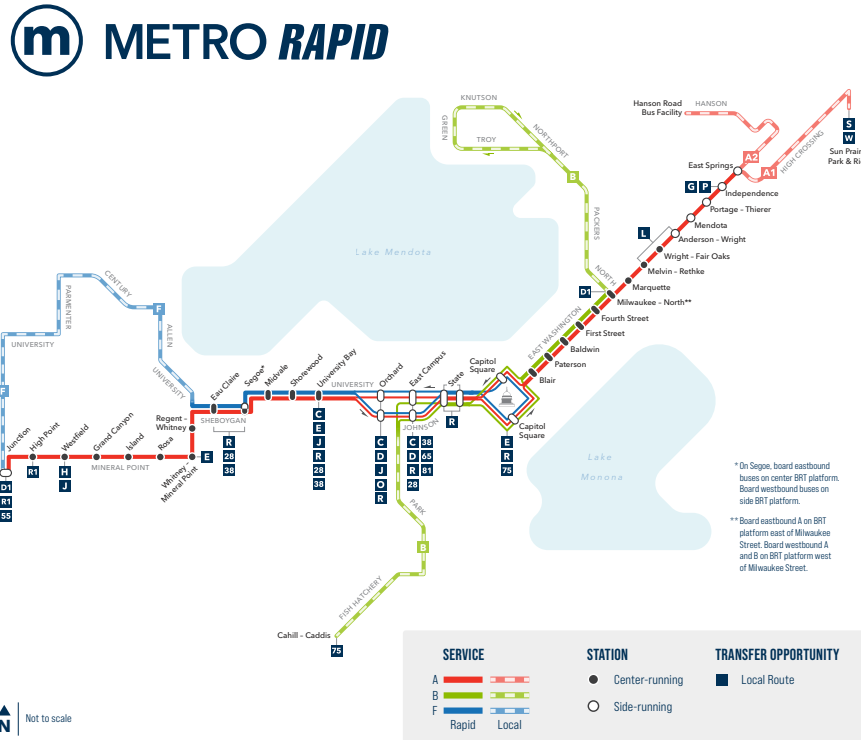 m METRO RAPID
KNUTSON
GREEN
TROY
NORTHPORT
B
PACKERS
NORTH
Hanson Road
Bus Facility
HANSON
S
W
Sun Prair
Park & Ri
A2
A1
HIGH CROSSING
East Springs
G P
Independence
Portage - Thierer
Mendota
L
Anderson - Wright
Wright - Fair Oaks
Melvin - Rethke
Marquette
D1
Milwaukee - North**
Fourth Street
First Street
EAST WASHINGTON
Baldwin
Paterson
Blair
Lake Mendota
CENTURY
PARMENTER
F
ALLEN
UNIVERSITY
UNIVERSITY
F
Eau Claire
Segoe*
Midvale
Shorewood
University Bay
UNIVERSITY
Orchard
East Campus
State
Capitol
Square
Capitol
Square
Regent -
Whitney
SHEBOYGAN
R
28
38
C
E
J
R
28
38
JOHNSON
C
D
J
O
R
C 38
D 65
R 81
28
R
E
R
75
Junction
High Point
Westfield
Grand Canyon
Island
Rosa
MINERAL POINT
Whitney -
Mineral Point
E
D1
R1
55
R1
H
J
PARK
B
FISH HATCHERY
Cahill - Caddis
75
Lake
Monona
* On Segoe, board eastbound
buses on center BRT platform.
Board westbound buses on
side BRT platform.
** Board eastbound A on BRT
platform east of Milwaukee
Street. Board westbound A
and B on BRT platform west
of Milwaukee Street.
SERVICE
A
B
F
Rapid Local
STATION
Center-running
Side-running
TRANSFER OPPORTUNITY
Local Route
N
Not to scale